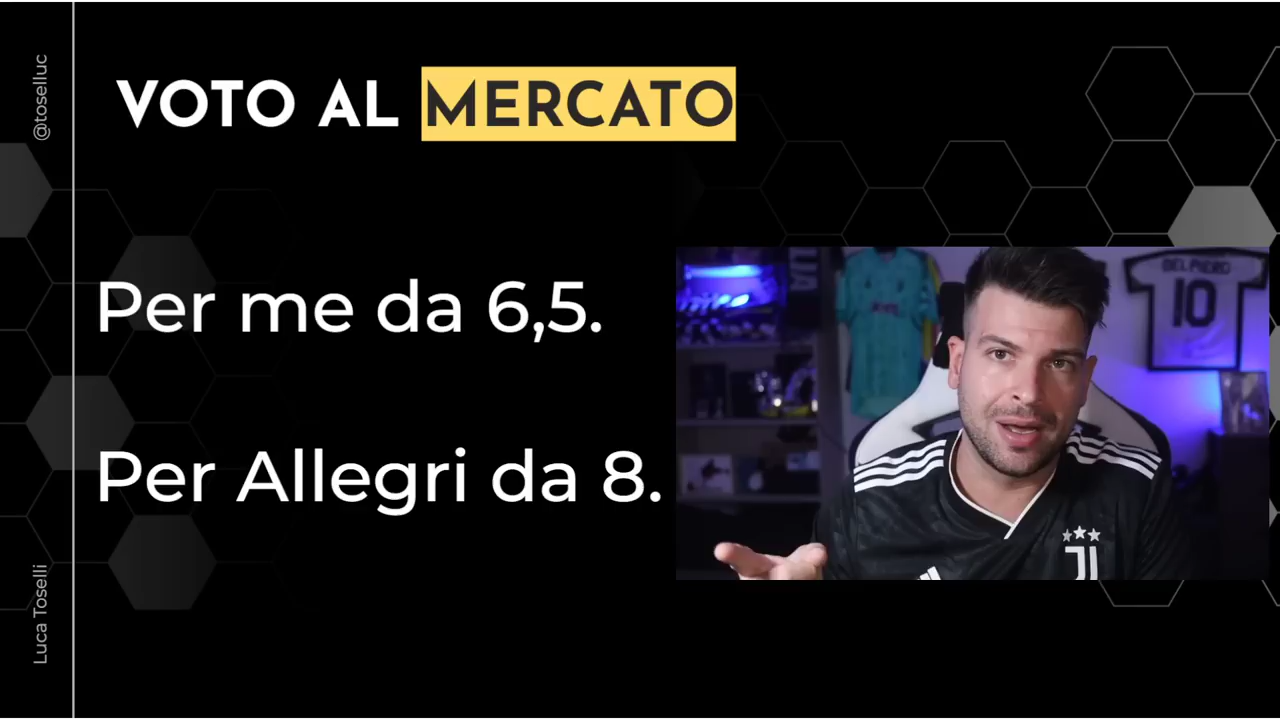 @toselluc
Luca Toselli
VOTO AL MERCATO
Per me da 6,5.
Per Allegri da 8.
DEL PIERO
10